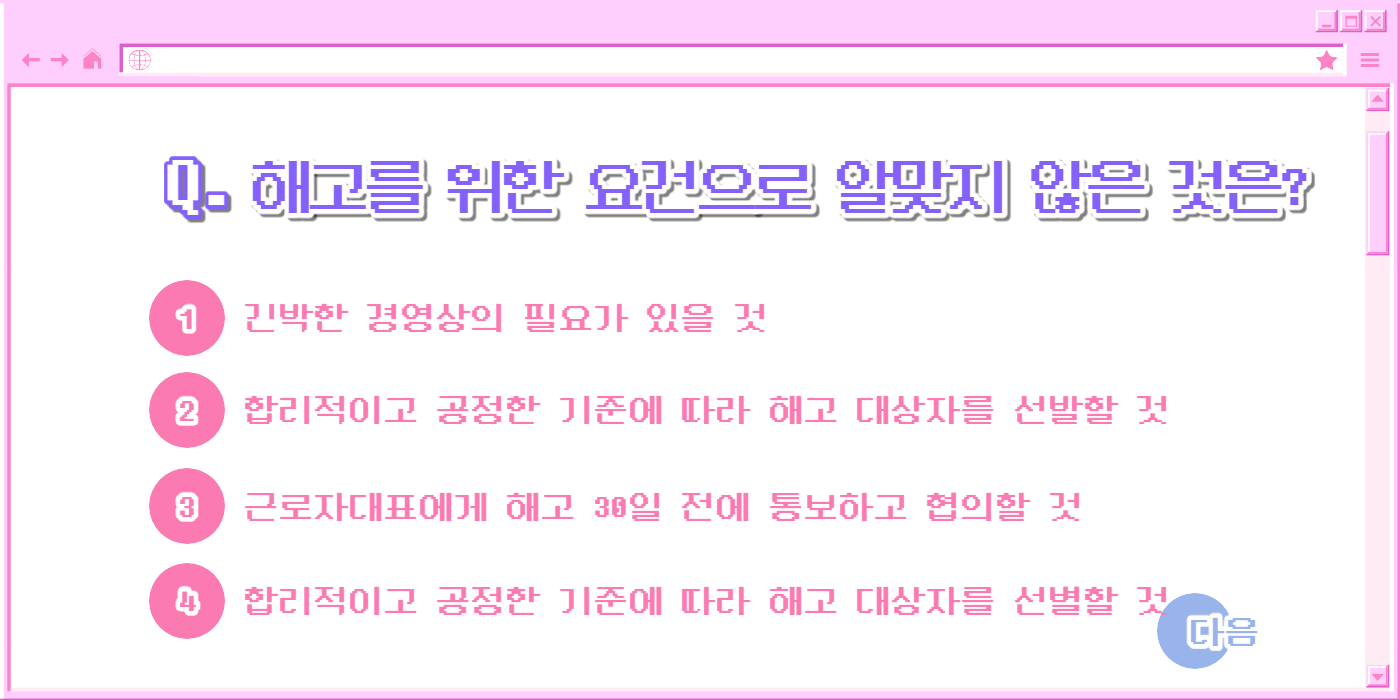 Q. 해고를 위한 요건으로 알맞지 않은 것은?
1 긴박한 경영상의 필요가 있을 것
2 합리적이고 공정한 기준에 따라 해고 대상자를 선발할 것
3 근로자대표에게 해고 30일 전에 통보하고 협의할 것
4 합리적이고 공정한 기준에 따라 해고 대상자를 선별할 것
다음